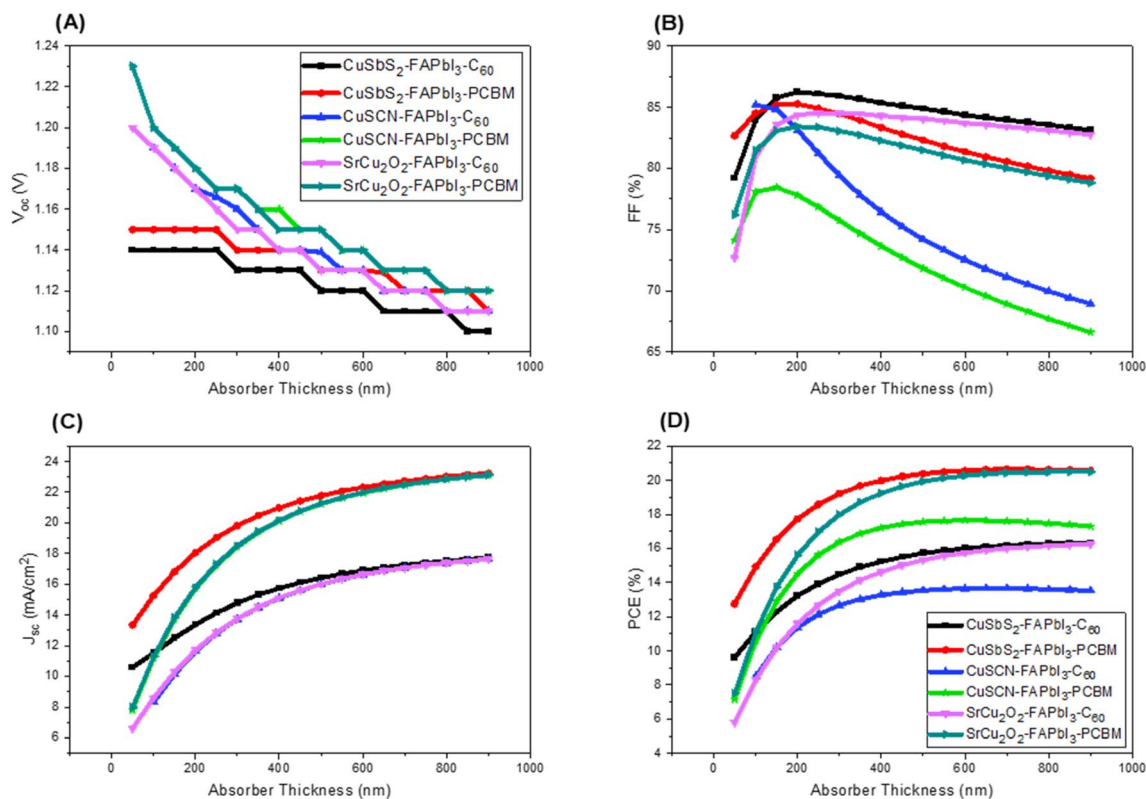 (A)
1.24
1.22
1.20
1.18
1.16
1.14
1.12
1.10
V_oc (V)
0
200
400
600
800
1000
Absorber Thickness (nm)
CuSbS₂-FAPbI₃-C₆₀
CuSbS₂-FAPbI₃-PCBM
CuSCN-FAPbI₃-C₆₀
CuSCN-FAPbI₃-PCBM
SrCu₂O₂-FAPbI₃-C₆₀
SrCu₂O₂-FAPbI₃-PCBM
(B)
90
85
80
75
70
65
FF (%)
0
200
400
600
800
1000
Absorber Thickness (nm)
(C)
24
22
20
18
16
14
12
10
8
6
J_sc (mA/cm²)
0
200
400
600
800
1000
Absorber Thickness (nm)
(D)
22
20
18
16
14
12
10
8
6
4
PCE (%)
0
200
400
600
800
1000
Absorber Thickness (nm)
CuSbS₂-FAPbI₃-C₆₀
CuSbS₂-FAPbI₃-PCBM
CuSCN-FAPbI₃-C₆₀
CuSCN-FAPbI₃-PCBM
SrCu₂O₂-FAPbI₃-C₆₀
SrCu₂O₂-FAPbI₃-PCBM